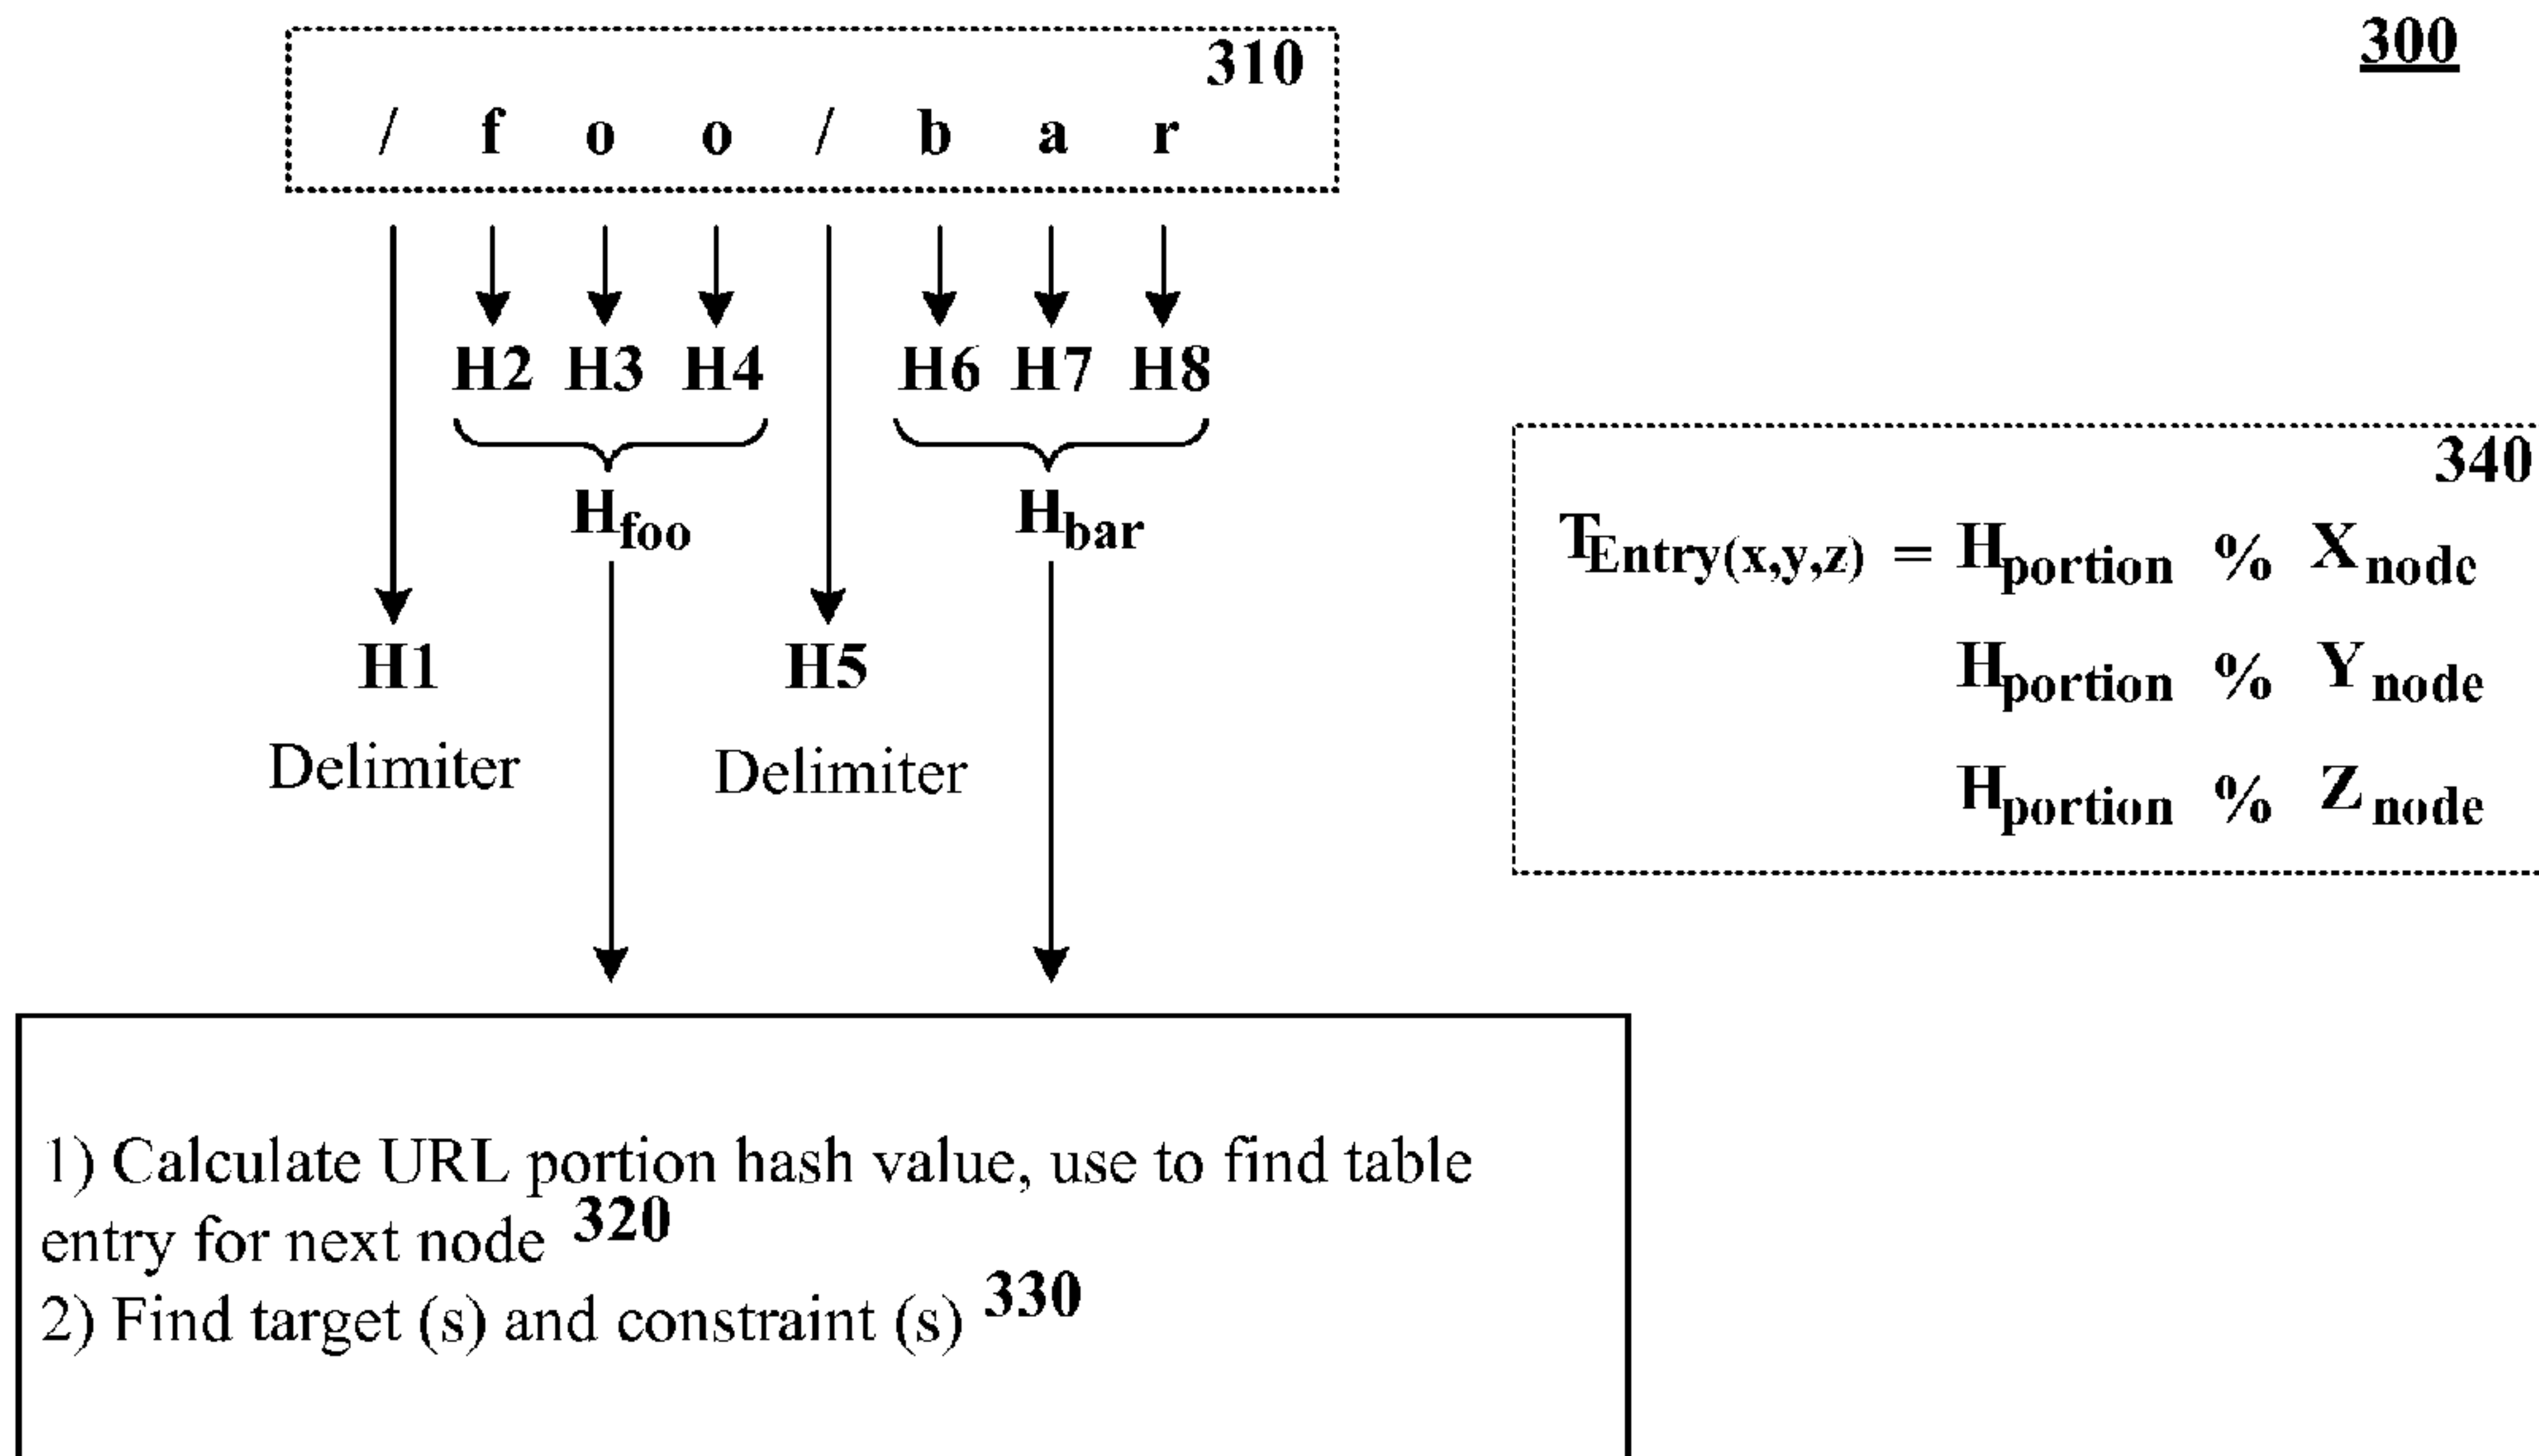 300
310
/ f o o / b a r
H2 H3 H4 H6 H7 H8
Hfoo Hbar
H1 H5
Delimiter Delimiter
340
TEntry(x,y,z) = Hportion % Xnode
Hportion % Ynode
Hportion % Znode
1) Calculate URL portion hash value, use to find table
entry for next node 320
2) Find target (s) and constraint (s) 330